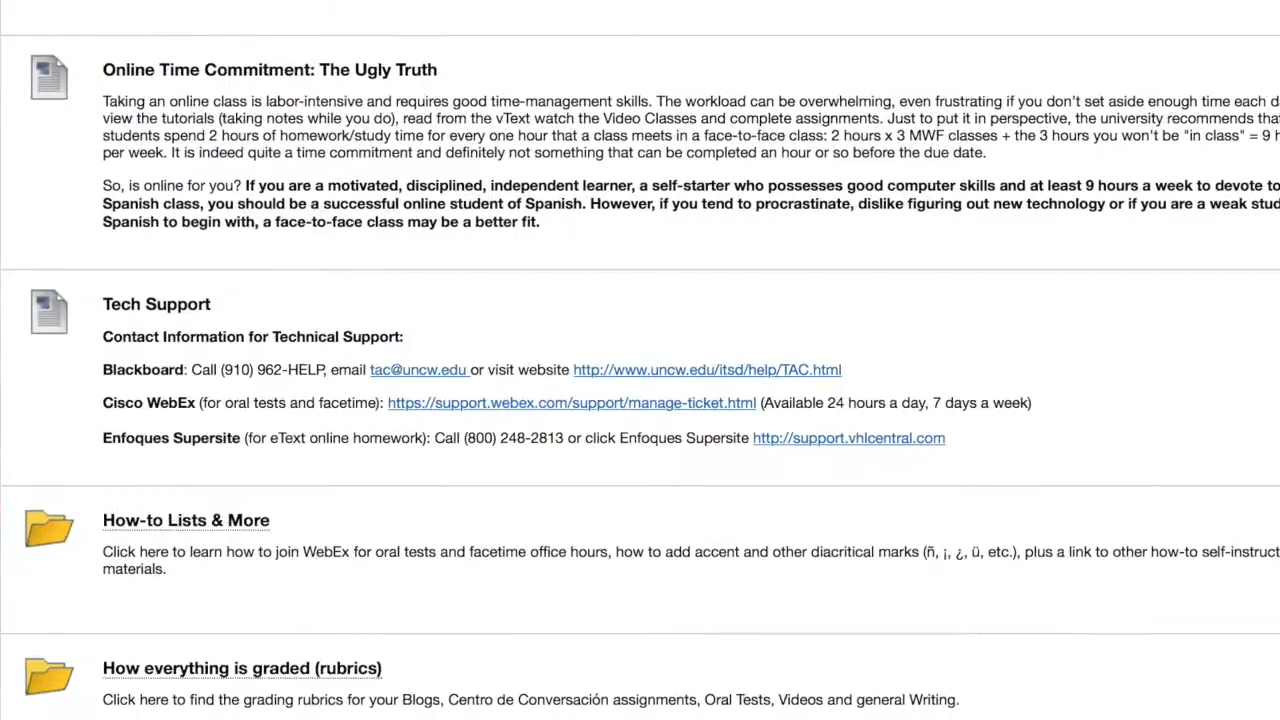 Online Time Commitment: The Ugly Truth
Taking an online class is labor-intensive and requires good time-management skills. The workload can be overwhelming, even frustrating if you don't set aside enough time each
view the tutorials (taking notes while you do), read from the vText watch the Video Classes and complete assignments. Just to put it in perspective, the university recommends
students spend 2 hours of homework/study time for every one hour that a class meets in a face-to-face class: 2 hours x 3 MWF classes + the 3 hours you won't be "in class" = 9
per week. It is indeed quite a time commitment and definitely not something that can be completed an hour or so before the due date.
So, is online for you? If you are a motivated, disciplined, independent learner, a self-starter who possesses good computer skills and at least 9 hours a week to devote to
Spanish class, you should be a successful online student of Spanish. However, if you tend to procrastinate, dislike figuring out new technology or if you are a weak
Spanish to begin with, a face-to-face class may be a better fit.
Tech Support
Contact Information for Technical Support:
Blackboard: Call (910) 962-HELP, email tac@uncw.edu or visit website http://www.uncw.edu/itsd/help/TAC.html
Cisco WebEx (for oral tests and facetime): https://support.webex.com/support/manage-ticket.html (Available 24 hours a day, 7 days a week)
Enfoques Supersite (for eText online homework): Call (800) 248-2813 or click Enfoques Supersite http://support.vhlcentral.com
How-to Lists & More
Click here to learn how to join WebEx for oral tests and facetime office hours, how to add accent and other diacritical marks (ñ, ¡, ¿, ü, etc.), plus a link to other how-to
materials.
How everything is graded (rubrics)
Click here to find the grading rubrics for your Blogs, Centro de Conversación assignments, Oral Tests, Videos and general Writing.